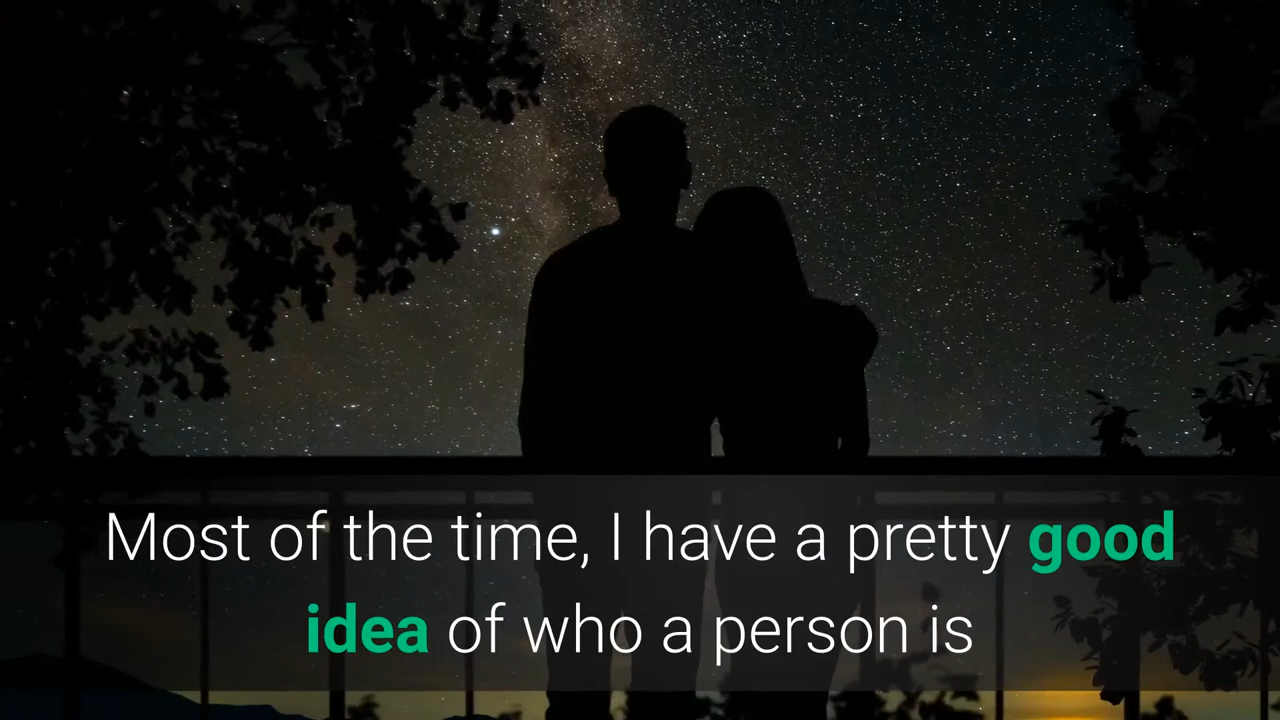 Most of the time, I have a pretty good
idea of who a person is